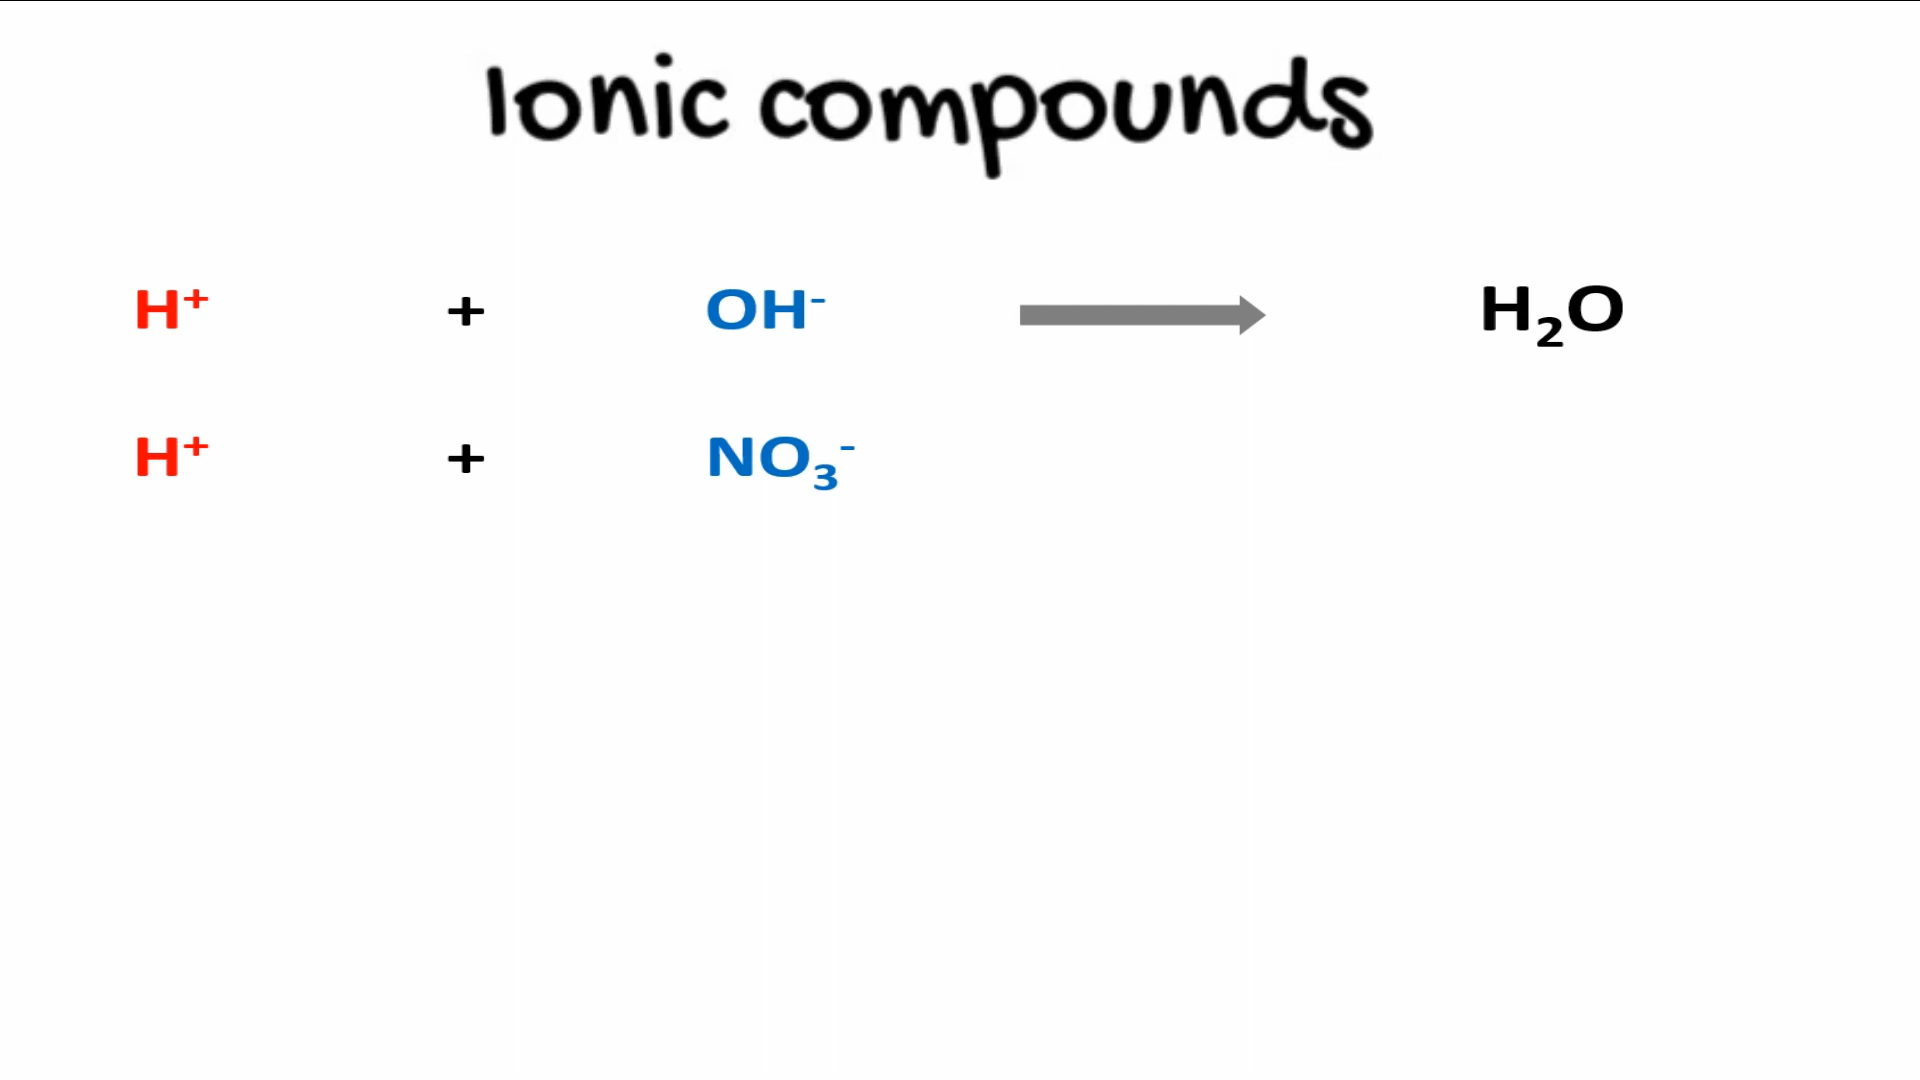 Ionic compounds
H⁺ + OH⁻ → H₂O
H⁺ + NO₃⁻